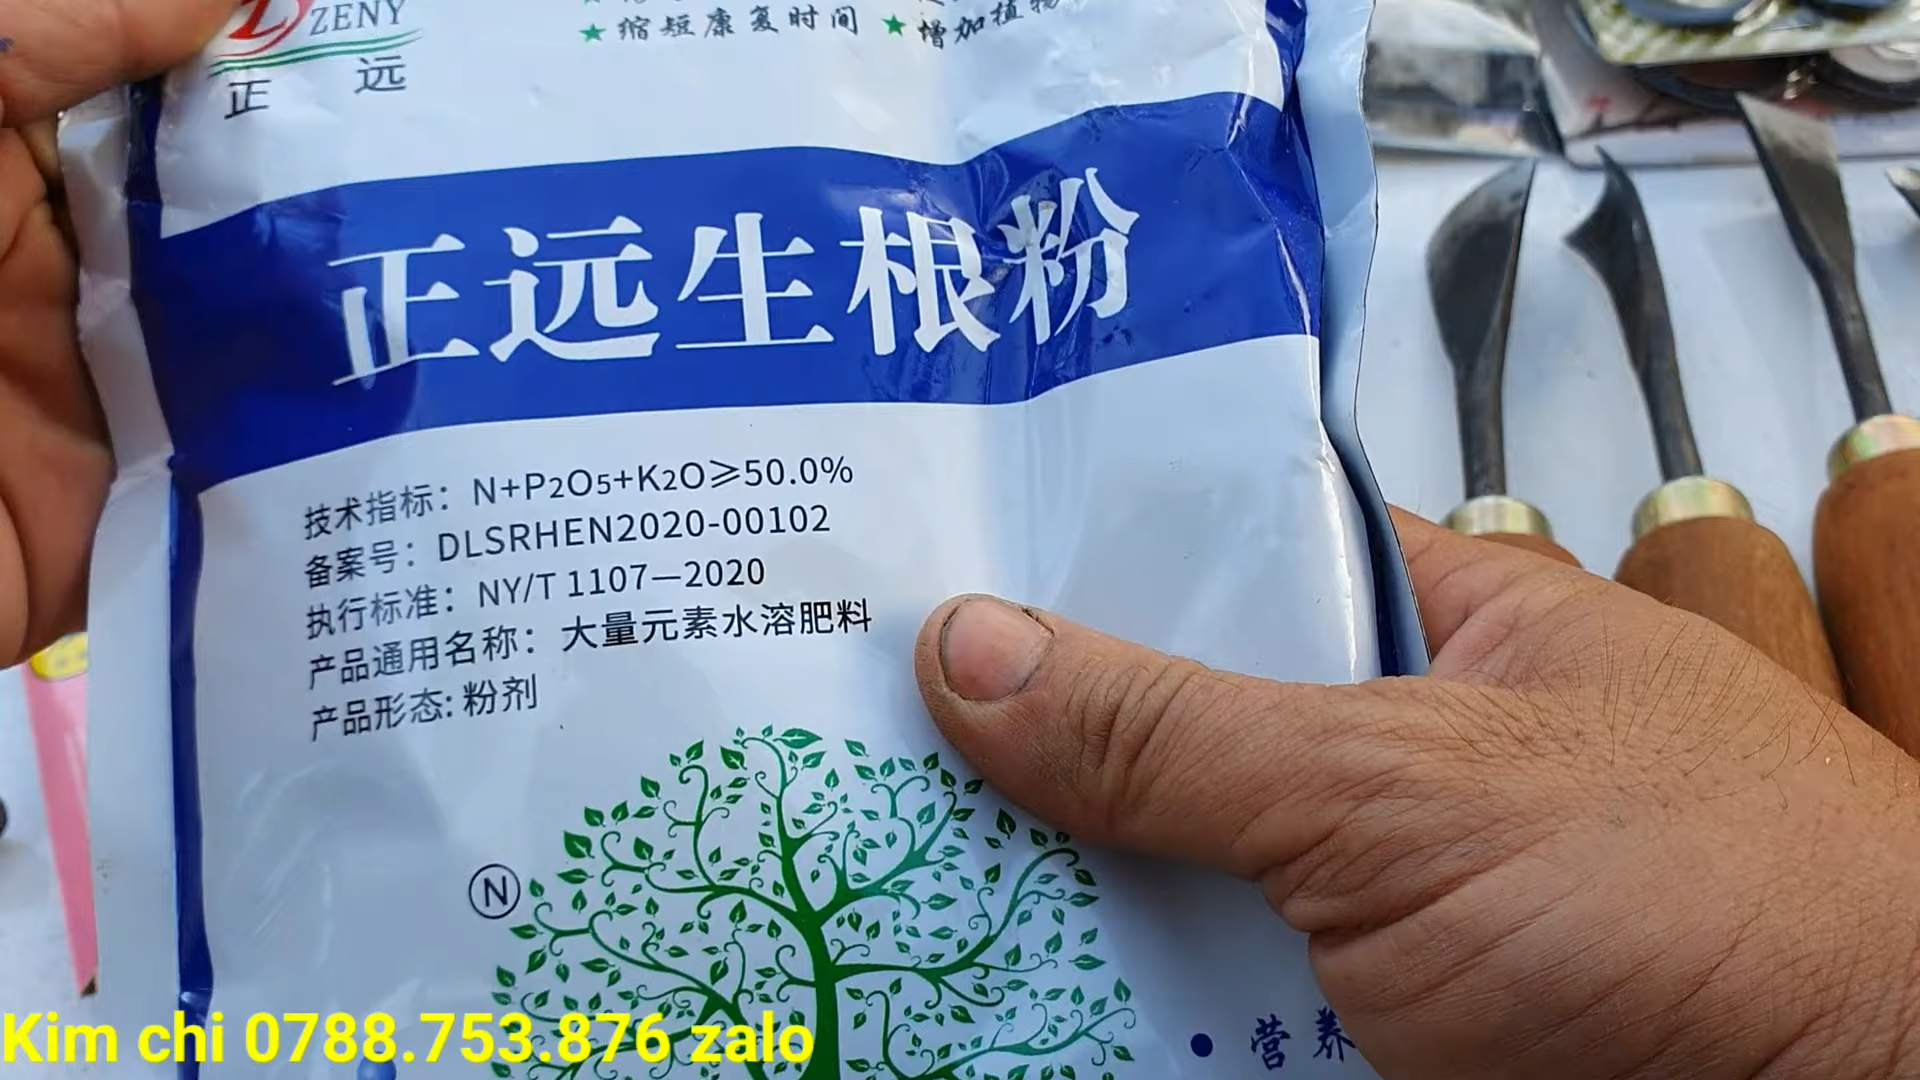 ZENY
正 远
★ 缩短康复时间 ★ 增加植物
正远生根粉
技术指标：N+P2O5+K2O≥50.0%
备案号：DLSRHEN2020-00102
执行标准：NY/T 1107—2020
产品通用名称：大量元素水溶肥料
产品形态: 粉剂
N
• 营养
Kim chi 0788.753.876 zalo